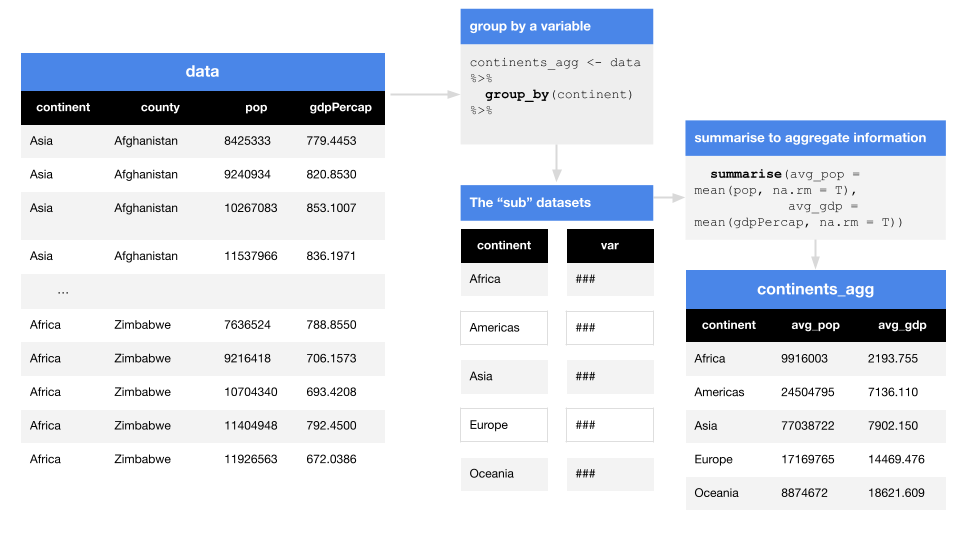 data
continent county pop gdpPercap
Asia Afghanistan 8425333 779.4453
Asia Afghanistan 9240934 820.8530
Asia Afghanistan 10267083 853.1007
Asia Afghanistan 11537966 836.1971
...
Africa Zimbabwe 7636524 788.8550
Africa Zimbabwe 9216418 706.1573
Africa Zimbabwe 10704340 693.4208
Africa Zimbabwe 11404948 792.4500
Africa Zimbabwe 11926563 672.0386
group by a variable
continents_agg <- data
%>%
group_by(continent)
%>%
The “sub” datasets
continent var
Africa ###
Americas ###
Asia ###
Europe ###
Oceania ###
summarise to aggregate information
summarise(avg_pop =
mean(pop, na.rm = T),
avg_gdp =
mean(gdpPercap, na.rm = T))
continents_agg
continent avg_pop avg_gdp
Africa 9916003 2193.755
Americas 24504795 7136.110
Asia 77038722 7902.150
Europe 17169765 14469.476
Oceania 8874672 18621.609